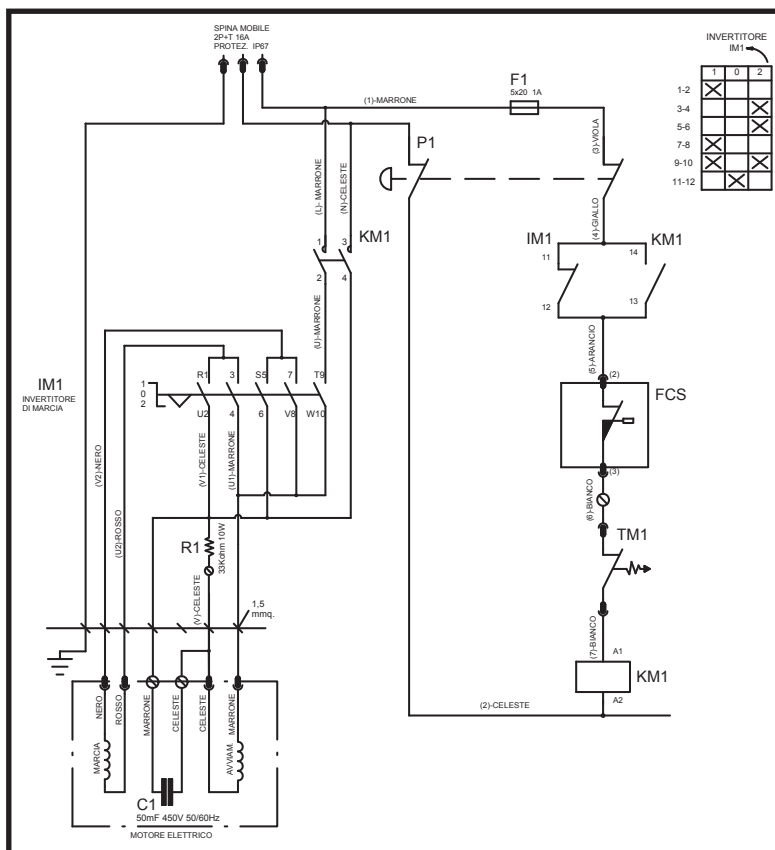 SPINA MOBILE
2P+T 16A
PROTEZ. IP67
INVERTITORE
IM1
1 0 2
1-2
3-4
5-6
7-8
9-10
11-12
F1
5x20 1A
(1)-MARRONE
P1
(3)-VIOLA
(L)- MARRONE
(N)-CELESTE
(4)-GIALLO
1 3
KM1
2 4
IM1
KM1
11
14
12
13
(U)-MARRONE
(5)-ARANCIO
IM1
INVERTITORE
DI MARCIA
1
0
2
R1 3 S5 7 T9
U2 4 6 V8 W10
(2)
FCS
(3)
(V2)-NERO
(U2)-ROSSO
(V1)-CELESTE
(U1)-MARRONE
(6)-BIANCO
R1
33Kohm 10W
TM1
(V)-CELESTE
1,5
mmq.
(7)-BIANCO
A1
KM1
A2
(2)-CELESTE
NERO
ROSSO
MARRONE
CELESTE
CELESTE
MARRONE
MARCIA
AVVIAM.
C1
50mF 450V 50/60Hz
MOTORE ELETTRICO